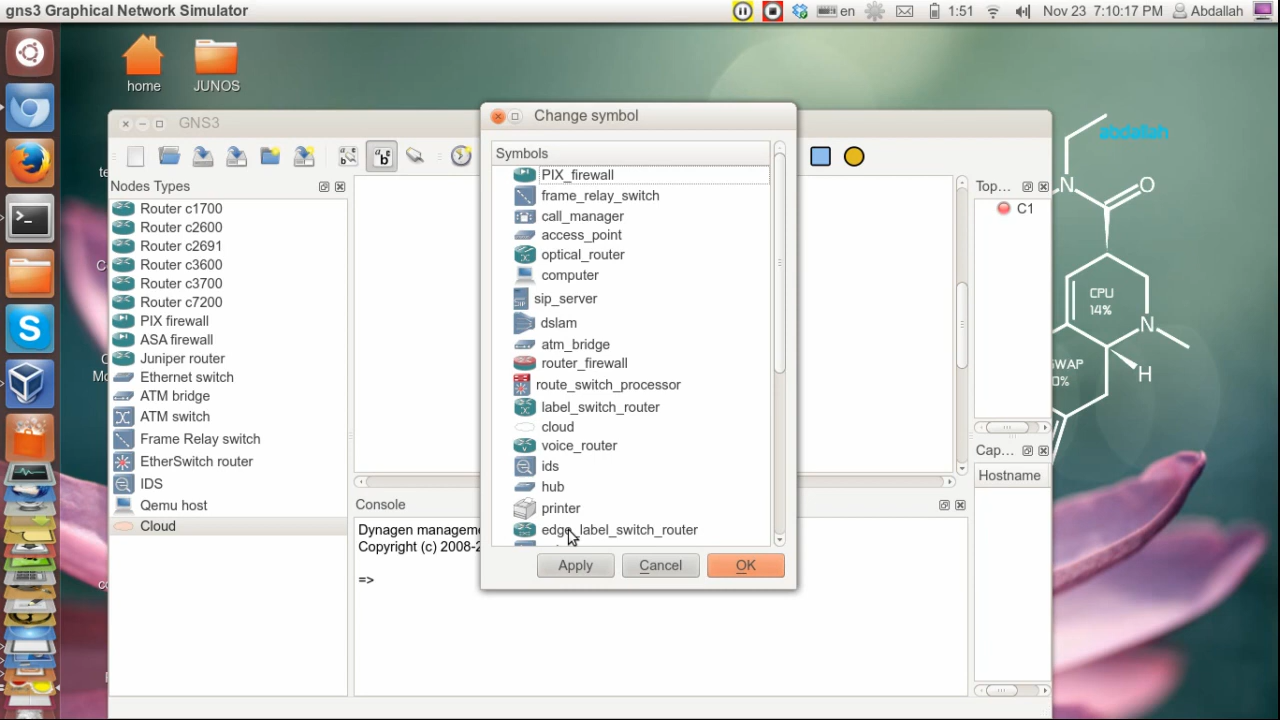 gns3 Graphical Network Simulator
en
1:51
Nov 23 7:10:17 PM
Abdallah
home
JUNOS
GNS3
Nodes Types
Router c1700
Router c2600
Router c2691
Router c3600
Router c3700
Router c7200
PIX firewall
ASA firewall
Juniper router
Ethernet switch
ATM bridge
ATM switch
Frame Relay switch
EtherSwitch router
IDS
Qemu host
Cloud
Change symbol
Symbols
PIX_firewall
frame_relay_switch
call_manager
access_point
optical_router
computer
sip_server
dslam
atm_bridge
router_firewall
route_switch_processor
label_switch_router
cloud
voice_router
ids
hub
printer
edge_label_switch_router
Apply
Cancel
OK
Console
Dynagen manageme
Copyright (c) 2008-2
=>
Top...
C1
Cap...
Hostname
abdallah
N
O
CPU
14%
N
H
SWAP
0%